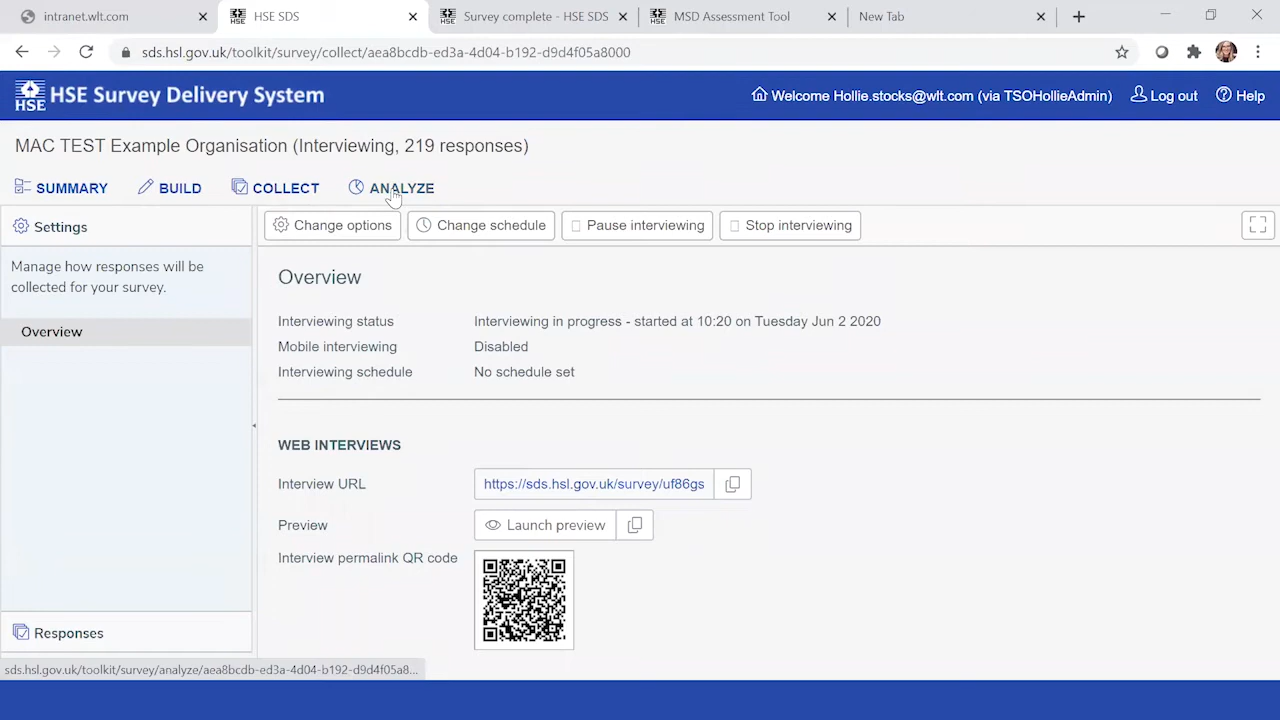 intranet.wlt.com
HSE SDS
Survey complete - HSE SDS
MSD Assessment Tool
New Tab
sds.hsl.gov.uk/toolkit/survey/collect/aea8bcdb-ed3a-4d04-b192-d9d4f05a8000
HSE HSE Survey Delivery System
Welcome Hollie.stocks@wlt.com (via TSOHollieAdmin)
Log out
Help
MAC TEST Example Organisation (Interviewing, 219 responses)
SUMMARY
BUILD
COLLECT
ANALYZE
Settings
Change options
Change schedule
Pause interviewing
Stop interviewing
Manage how responses will be
collected for your survey.
Overview
Overview
Interviewing status Interviewing in progress - started at 10:20 on Tuesday Jun 2 2020
Mobile interviewing Disabled
Interviewing schedule No schedule set
WEB INTERVIEWS
Interview URL https://sds.hsl.gov.uk/survey/uf86gs
Preview Launch preview
Interview permalink QR code
Responses
sds.hsl.gov.uk/toolkit/survey/analyze/aea8bcdb-ed3a-4d04-b192-d9d4f05a8...